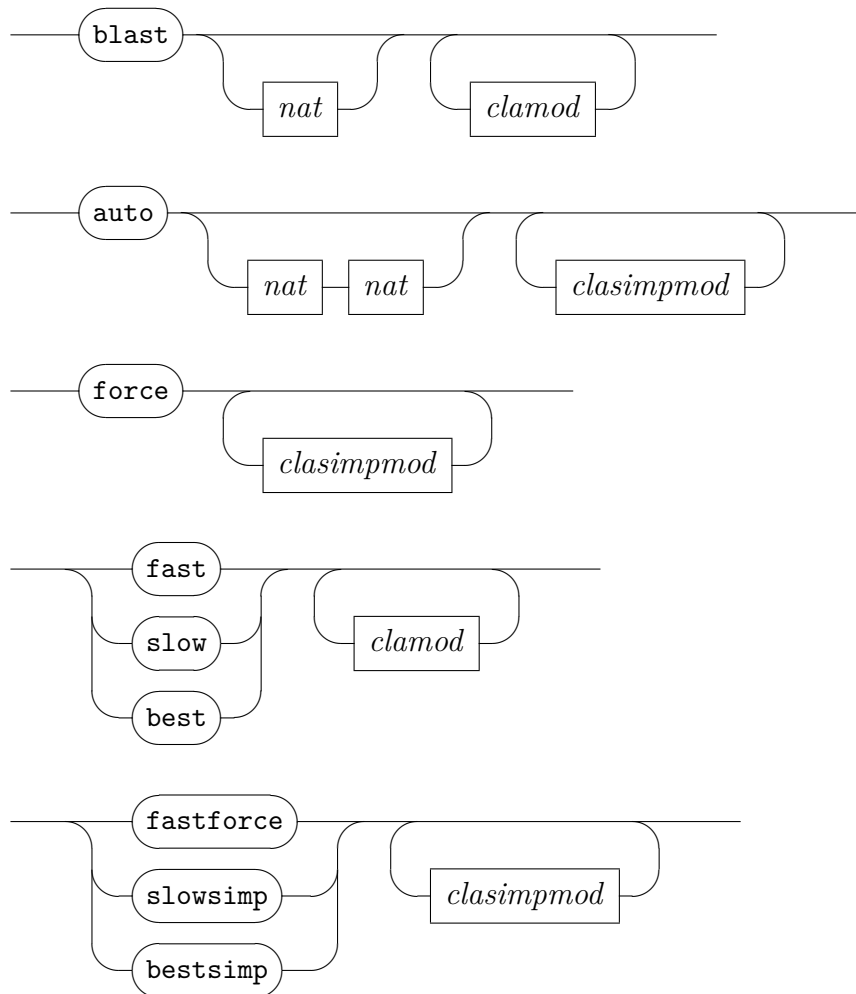 blast
nat
clamod
auto
nat nat
clasimpmod
force
clasimpmod
fast
slow
clamod
best
fastforce
slowsimp
clasimpmod
bestsimp